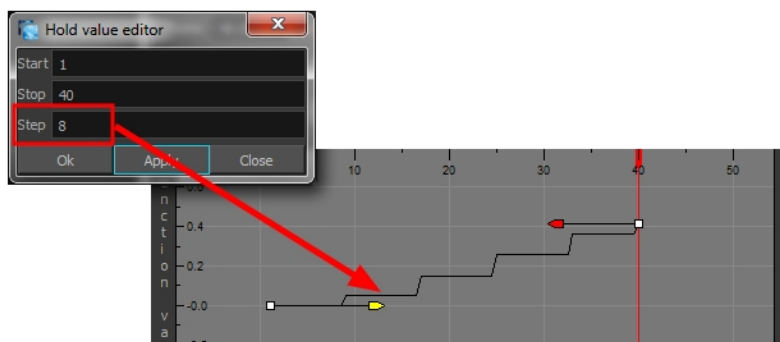 Hold value editor
Start 1
Stop 40
Step 8
Ok Apply Close
10 20 30 40 50
n
c
t
i
o
n
v
a
0.4
0.2
-0.0